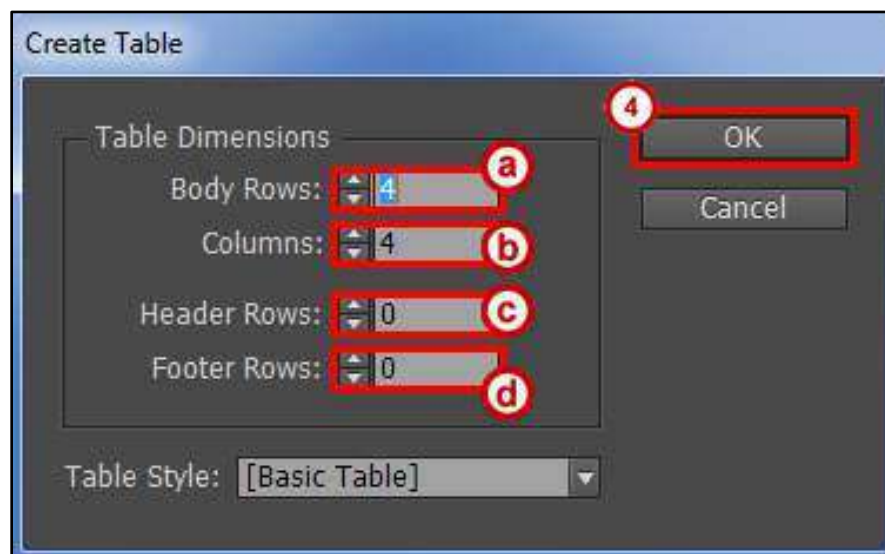 Create Table
Table Dimensions
Body Rows: 4 a
Columns: 4 b
Header Rows: 0 c
Footer Rows: 0 d
Table Style: [Basic Table]
4
OK
Cancel